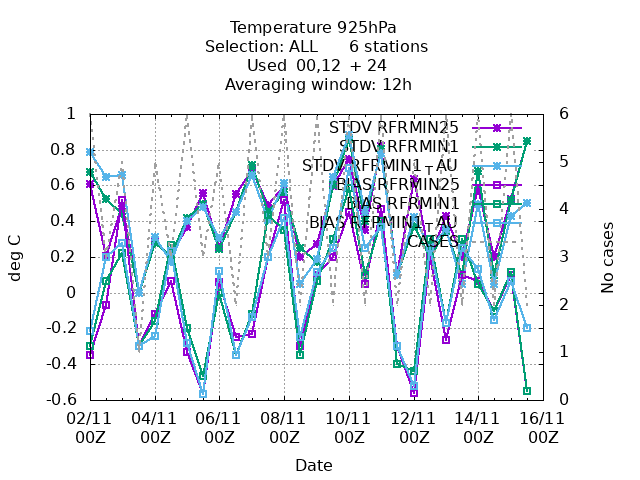 Temperature 925hPa
Selection: ALL 6 stations
Used 00,12 + 24
Averaging window: 12h
1
0.8
0.6
0.4
0.2
0
-0.2
-0.4
-0.6
6
5
4
3
2
1
0
deg C
No cases
STDV RFRMIN25
STDV RFRMIN1
STDV RFRMIN1_AU
BIAS RFRMIN25
BIAS RFRMIN1
BIAS RFRMIN1_AU
CASES
02/11 04/11 06/11 08/11 10/11 12/11 14/11 16/11
00Z 00Z 00Z 00Z 00Z 00Z 00Z 00Z
Date